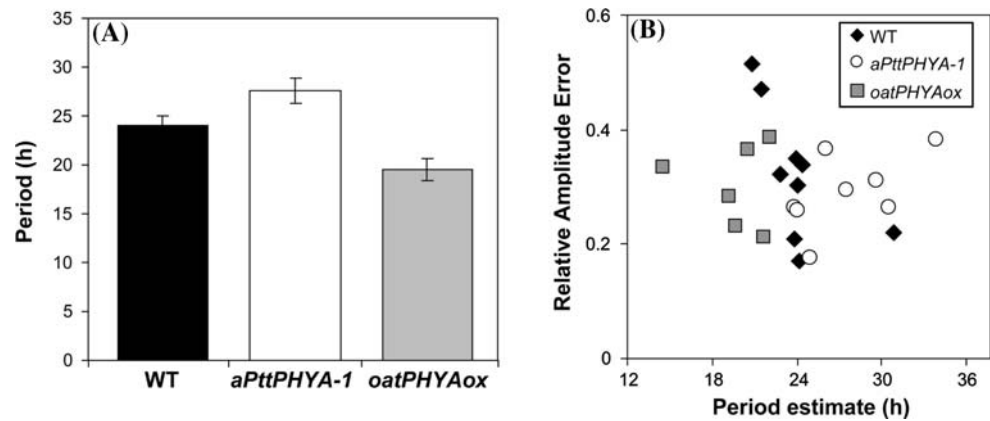 (A)
Period (h)
35
30
25
20
15
10
5
0
WT
aPttPHYA-1
oatPHYAox
(B)
Relative Amplitude Error
0.6
0.4
0.2
0
WT
aPttPHYA-1
oatPHYAox
12 18 24 30 36
Period estimate (h)